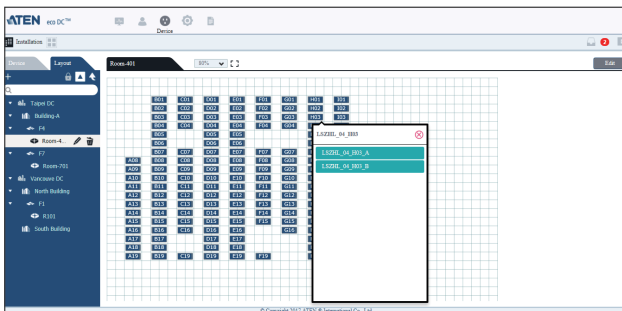 ATEN eco DC™
Device
Installation
2
Device Layout Room-401 80% Edit
Taipei DC
Building-A
F4
Room-4..
F7
Room-701
Vancouve DC
North Building
F1
R101
South Building
B01 C01 D01 E01 F01 G01 H01 I01
B02 C02 D02 E02 F02 G02 H02 I02
B03 C03 D03 E03 F03 G03 H03 I03
B04 C04 D04 E04 F04 G04
B05 D05 E05
B06 D06 E06
B07 C07 D07 E07 F07 G07
A08 B08 C08 D08 E08 F08 G08
A09 B09 C09 D09 E09 F09 G09
A10 B10 C10 D10 E10 F10 G10
A11 B11 C11 D11 E11 F11 G11
A12 B12 C12 D12 E12 F12 G12
A13 B13 C13 D13 E13 F13 G13
A14 B14 C14 D14 E14 F14 G14
A15 B15 C15 D15 E15 F15 G15
A16 B16 C16 D16 E16 G16
A17 B17 D17 E17
A18 B18 D18 E18
A19 B19 C19 D19 E19 F19
LSZHL_04_H03
LSZHL_04_H03_A
LSZHL_04_H03_B